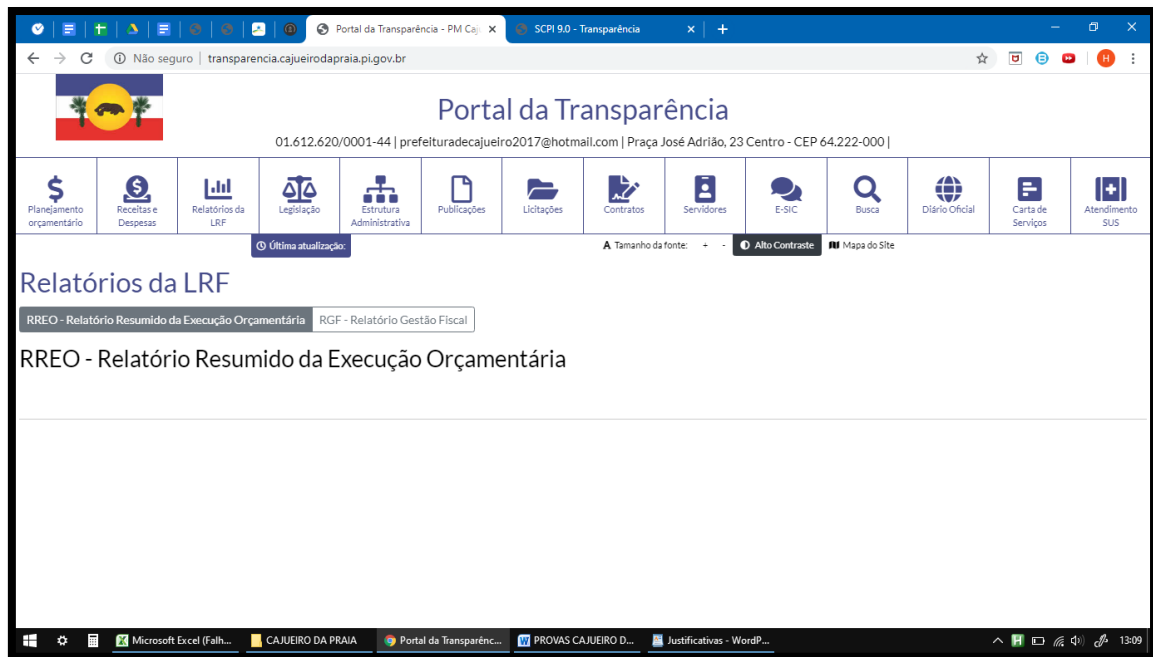 Portal da Transparência - PM Caj
SCPI 9.0 - Transparência
Não seguro | transparencia.cajueirodapraia.pi.gov.br
H
Portal da Transparência
01.612.620/0001-44 | prefeituradecajueiro2017@hotmail.com | Praça José Adrião, 23 Centro - CEP 64.222-000 |
Planejamento orçamentário
Receitas e Despesas
Relatórios da LRF
Legislação
Estrutura Administrativa
Publicações
Licitações
Contratos
Servidores
E-SIC
Busca
Diário Oficial
Carta de Serviços
Atendimento SUS
Última atualização:
A Tamanho da fonte: + -
Alto Contraste
Mapa do Site
Relatórios da LRF
RREO - Relatório Resumido da Execução Orçamentária
RGF - Relatório Gestão Fiscal
RREO - Relatório Resumido da Execução Orçamentária
Microsoft Excel (Falh...
CAJUEIRO DA PRAIA
Portal da Transparênc...
PROVAS CAJUEIRO D...
Justificativas - WordP...
13:09